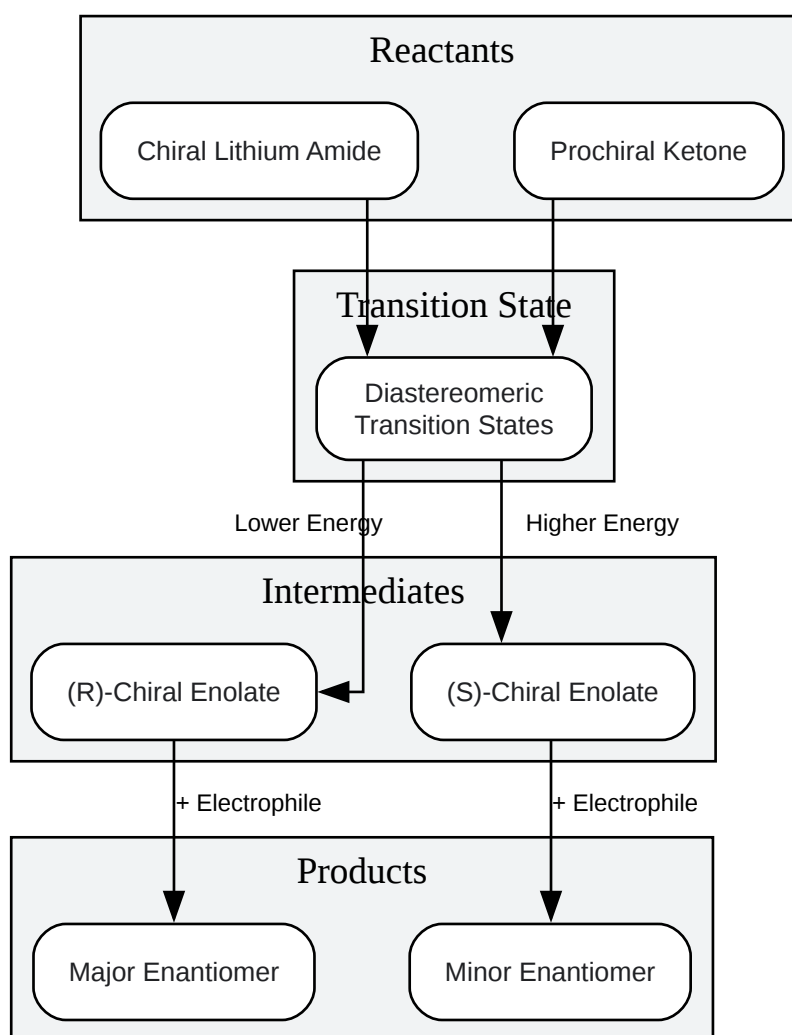 Reactants
Chiral Lithium Amide
Prochiral Ketone
Transition State
Diastereomeric
Transition States
Lower Energy
Higher Energy
Intermediates
(R)-Chiral Enolate
(S)-Chiral Enolate
+ Electrophile
+ Electrophile
Products
Major Enantiomer
Minor Enantiomer